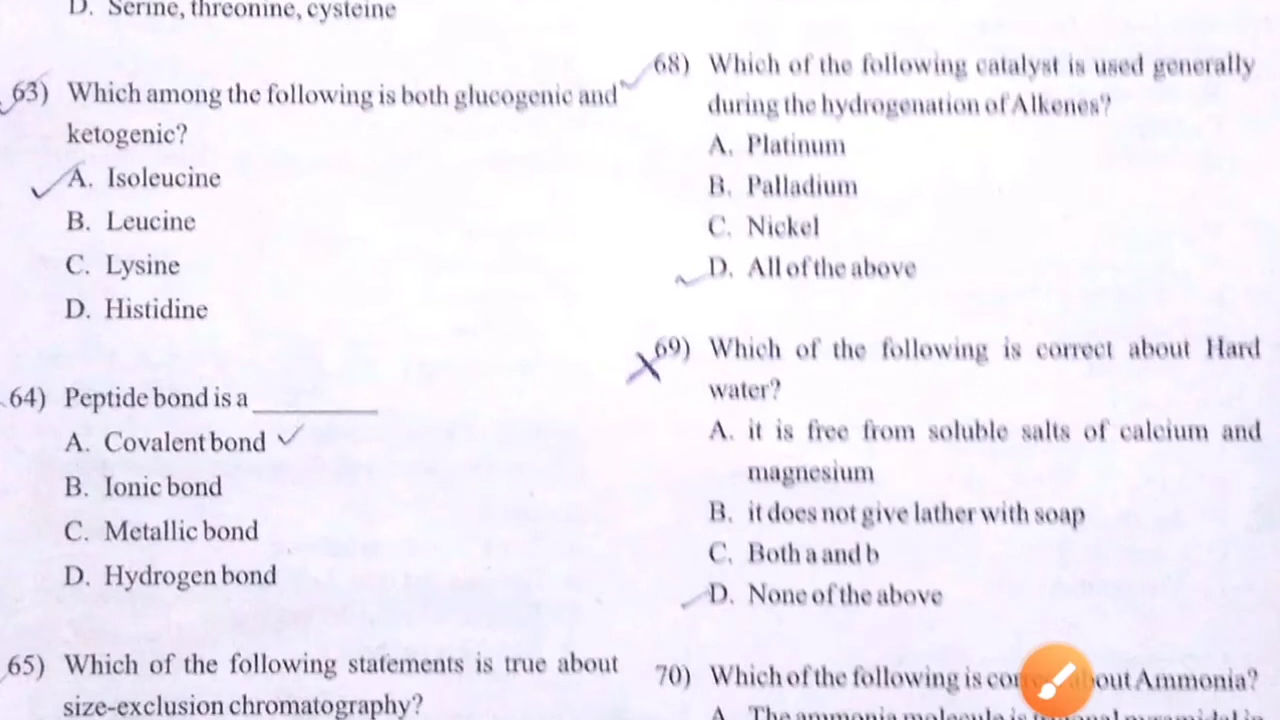 D. Serine, threonine, cysteine
63) Which among the following is both glucogenic and
ketogenic?
A. Isoleucine
B. Leucine
C. Lysine
D. Histidine
64) Peptide bond is a ________
A. Covalent bond
B. Ionic bond
C. Metallic bond
D. Hydrogen bond
65) Which of the following statements is true about
size-exclusion chromatography?
68) Which of the following catalyst is used generally
during the hydrogenation of Alkenes?
A. Platinum
B. Palladium
C. Nickel
D. All of the above
69) Which of the following is correct about Hard
water?
A. it is free from soluble salts of calcium and
magnesium
B. it does not give lather with soap
C. Both a and b
D. None of the above
70) Which of the following is about Ammonia?
A. The ammonia molecule is